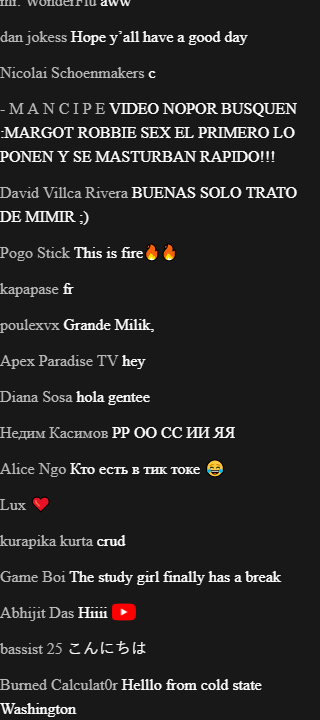 mr. WonderFlu aww
dan jokess Hope y'all have a good day
Nicolai Schoenmakers c
- M A N C I P E VIDEO NOPOR BUSQUEN
:MARGOT ROBBIE SEX EL PRIMERO LO
PONEN Y SE MASTURBAN RAPIDO!!!
David Villca Rivera BUENAS SOLO TRATO
DE MIMIR ;)
Pogo Stick This is fire🔥🔥
kapapase fr
poulexvx Grande Milik,
Apex Paradise TV hey
Diana Sosa hola gentee
Недим Касимов РР ОО СС ИИ ЯЯ
Alice Ngo Кто есть в тик токе 😂
Lux ❤️
kurapika kurta crud
Game Boi The study girl finally has a break
Abhijit Das Hiiii
bassist 25 こんにちは
Burned Calculat0r Helllo from cold state
Washington